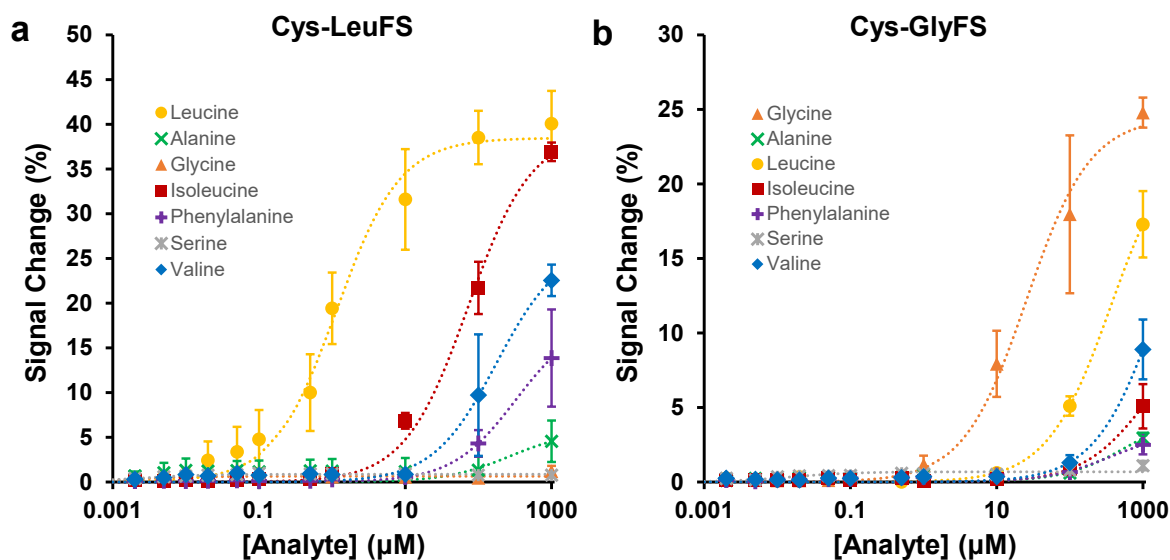 a
Cys-LeuFS
50
45
40
35
30
25
20
15
10
5
0
Signal Change (%)
Leucine
Alanine
Glycine
Isoleucine
Phenylalanine
Serine
Valine
0.001
0.1
10
1000
[Analyte] (µM)
b
Cys-GlyFS
30
25
20
15
10
5
0
Signal Change (%)
Glycine
Alanine
Leucine
Isoleucine
Phenylalanine
Serine
Valine
0.001
0.1
10
1000
[Analyte] (µM)